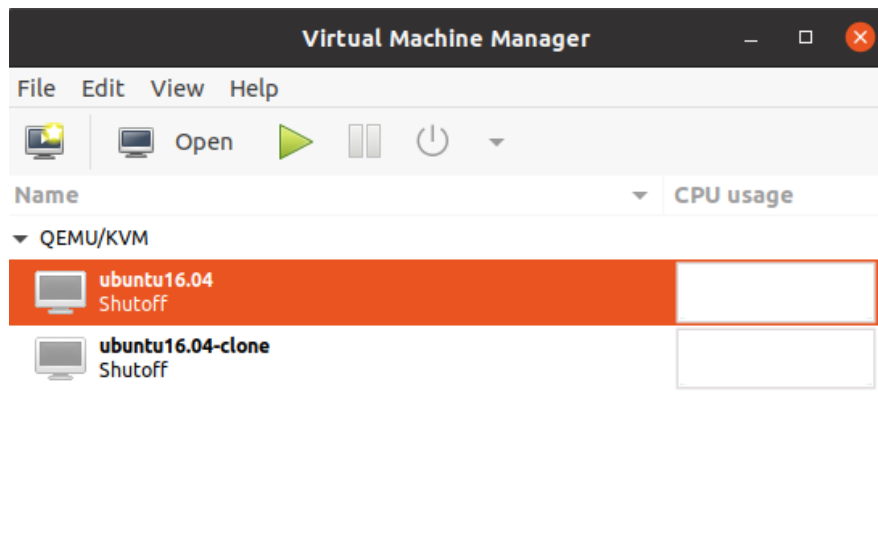 Virtual Machine Manager
File Edit View Help
Open
Name CPU usage
QEMU/KVM
ubuntu16.04
Shutoff
ubuntu16.04-clone
Shutoff